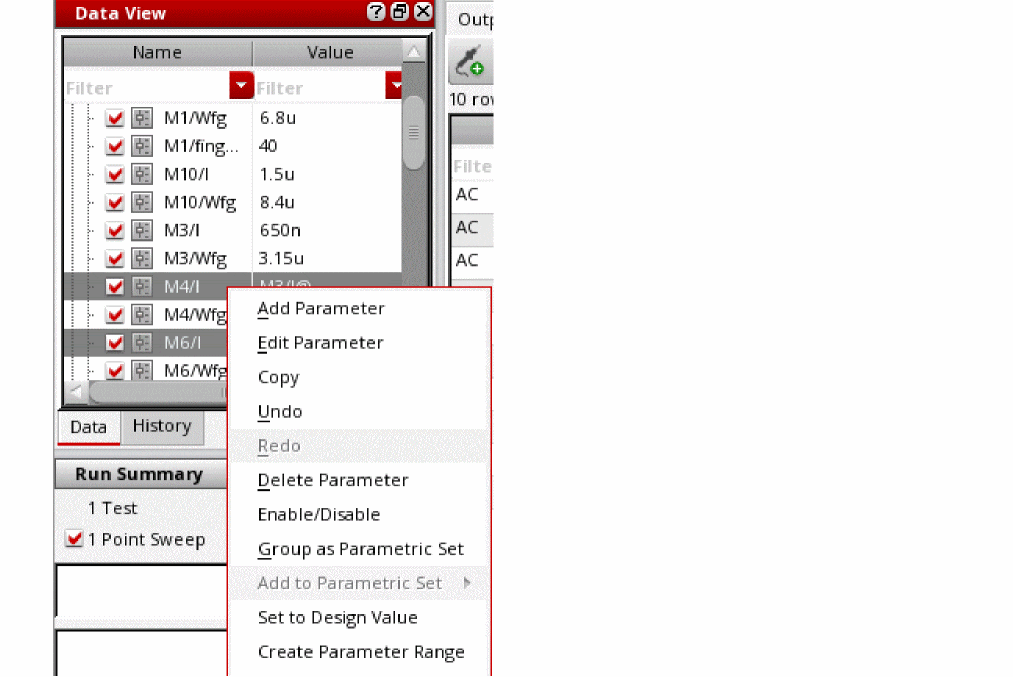 Data View
Outp
Name Value
Filter Filter
10 rov
M1/Wfg 6.8u
M1/fing... 40
M10/l 1.5u
Filte
M10/Wfg 8.4u
AC
M3/l 650n
AC
M3/Wfg 3.15u
AC
M4/l M3/l@
M4/Wfg
M6/l
M6/Wfg
Add Parameter
Edit Parameter
Copy
Undo
Redo
Delete Parameter
Enable/Disable
Group as Parametric Set
Add to Parametric Set
Set to Design Value
Create Parameter Range
Data History
Run Summary
1 Test
1 Point Sweep